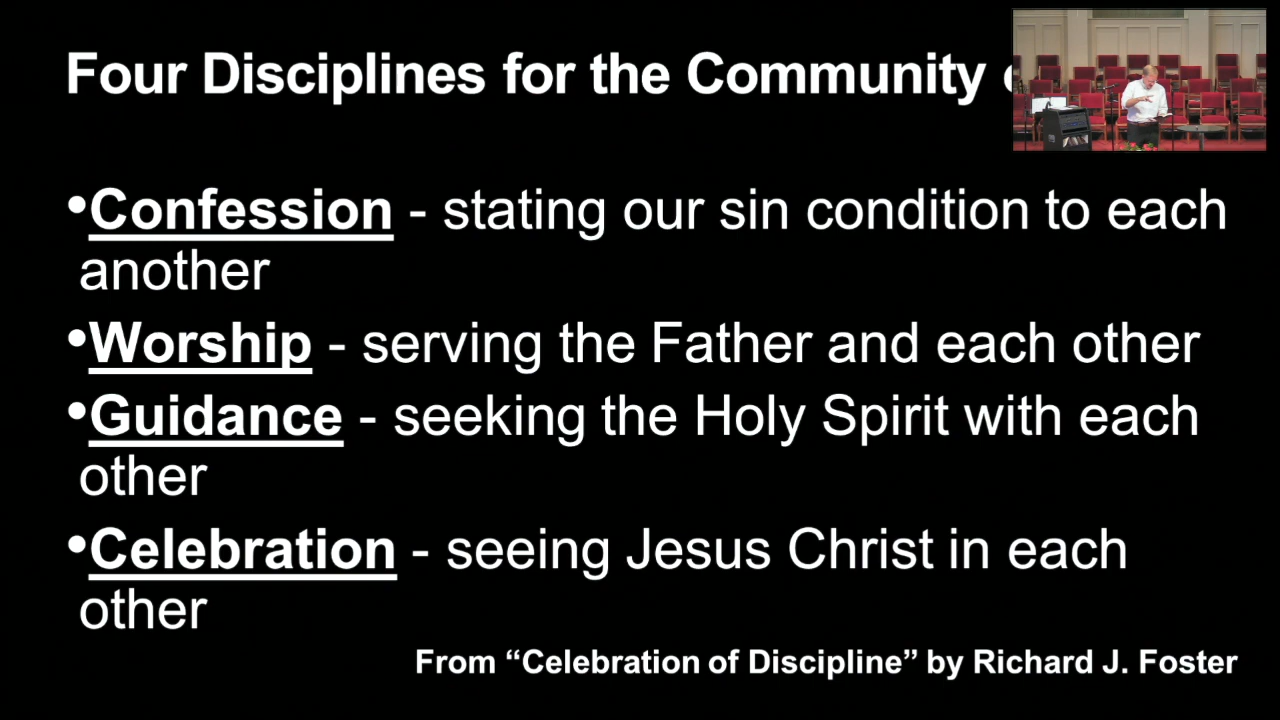 Four Disciplines for the Community
•Confession - stating our sin condition to each
another
•Worship - serving the Father and each other
•Guidance - seeking the Holy Spirit with each
other
•Celebration - seeing Jesus Christ in each
other
From “Celebration of Discipline” by Richard J. Foster